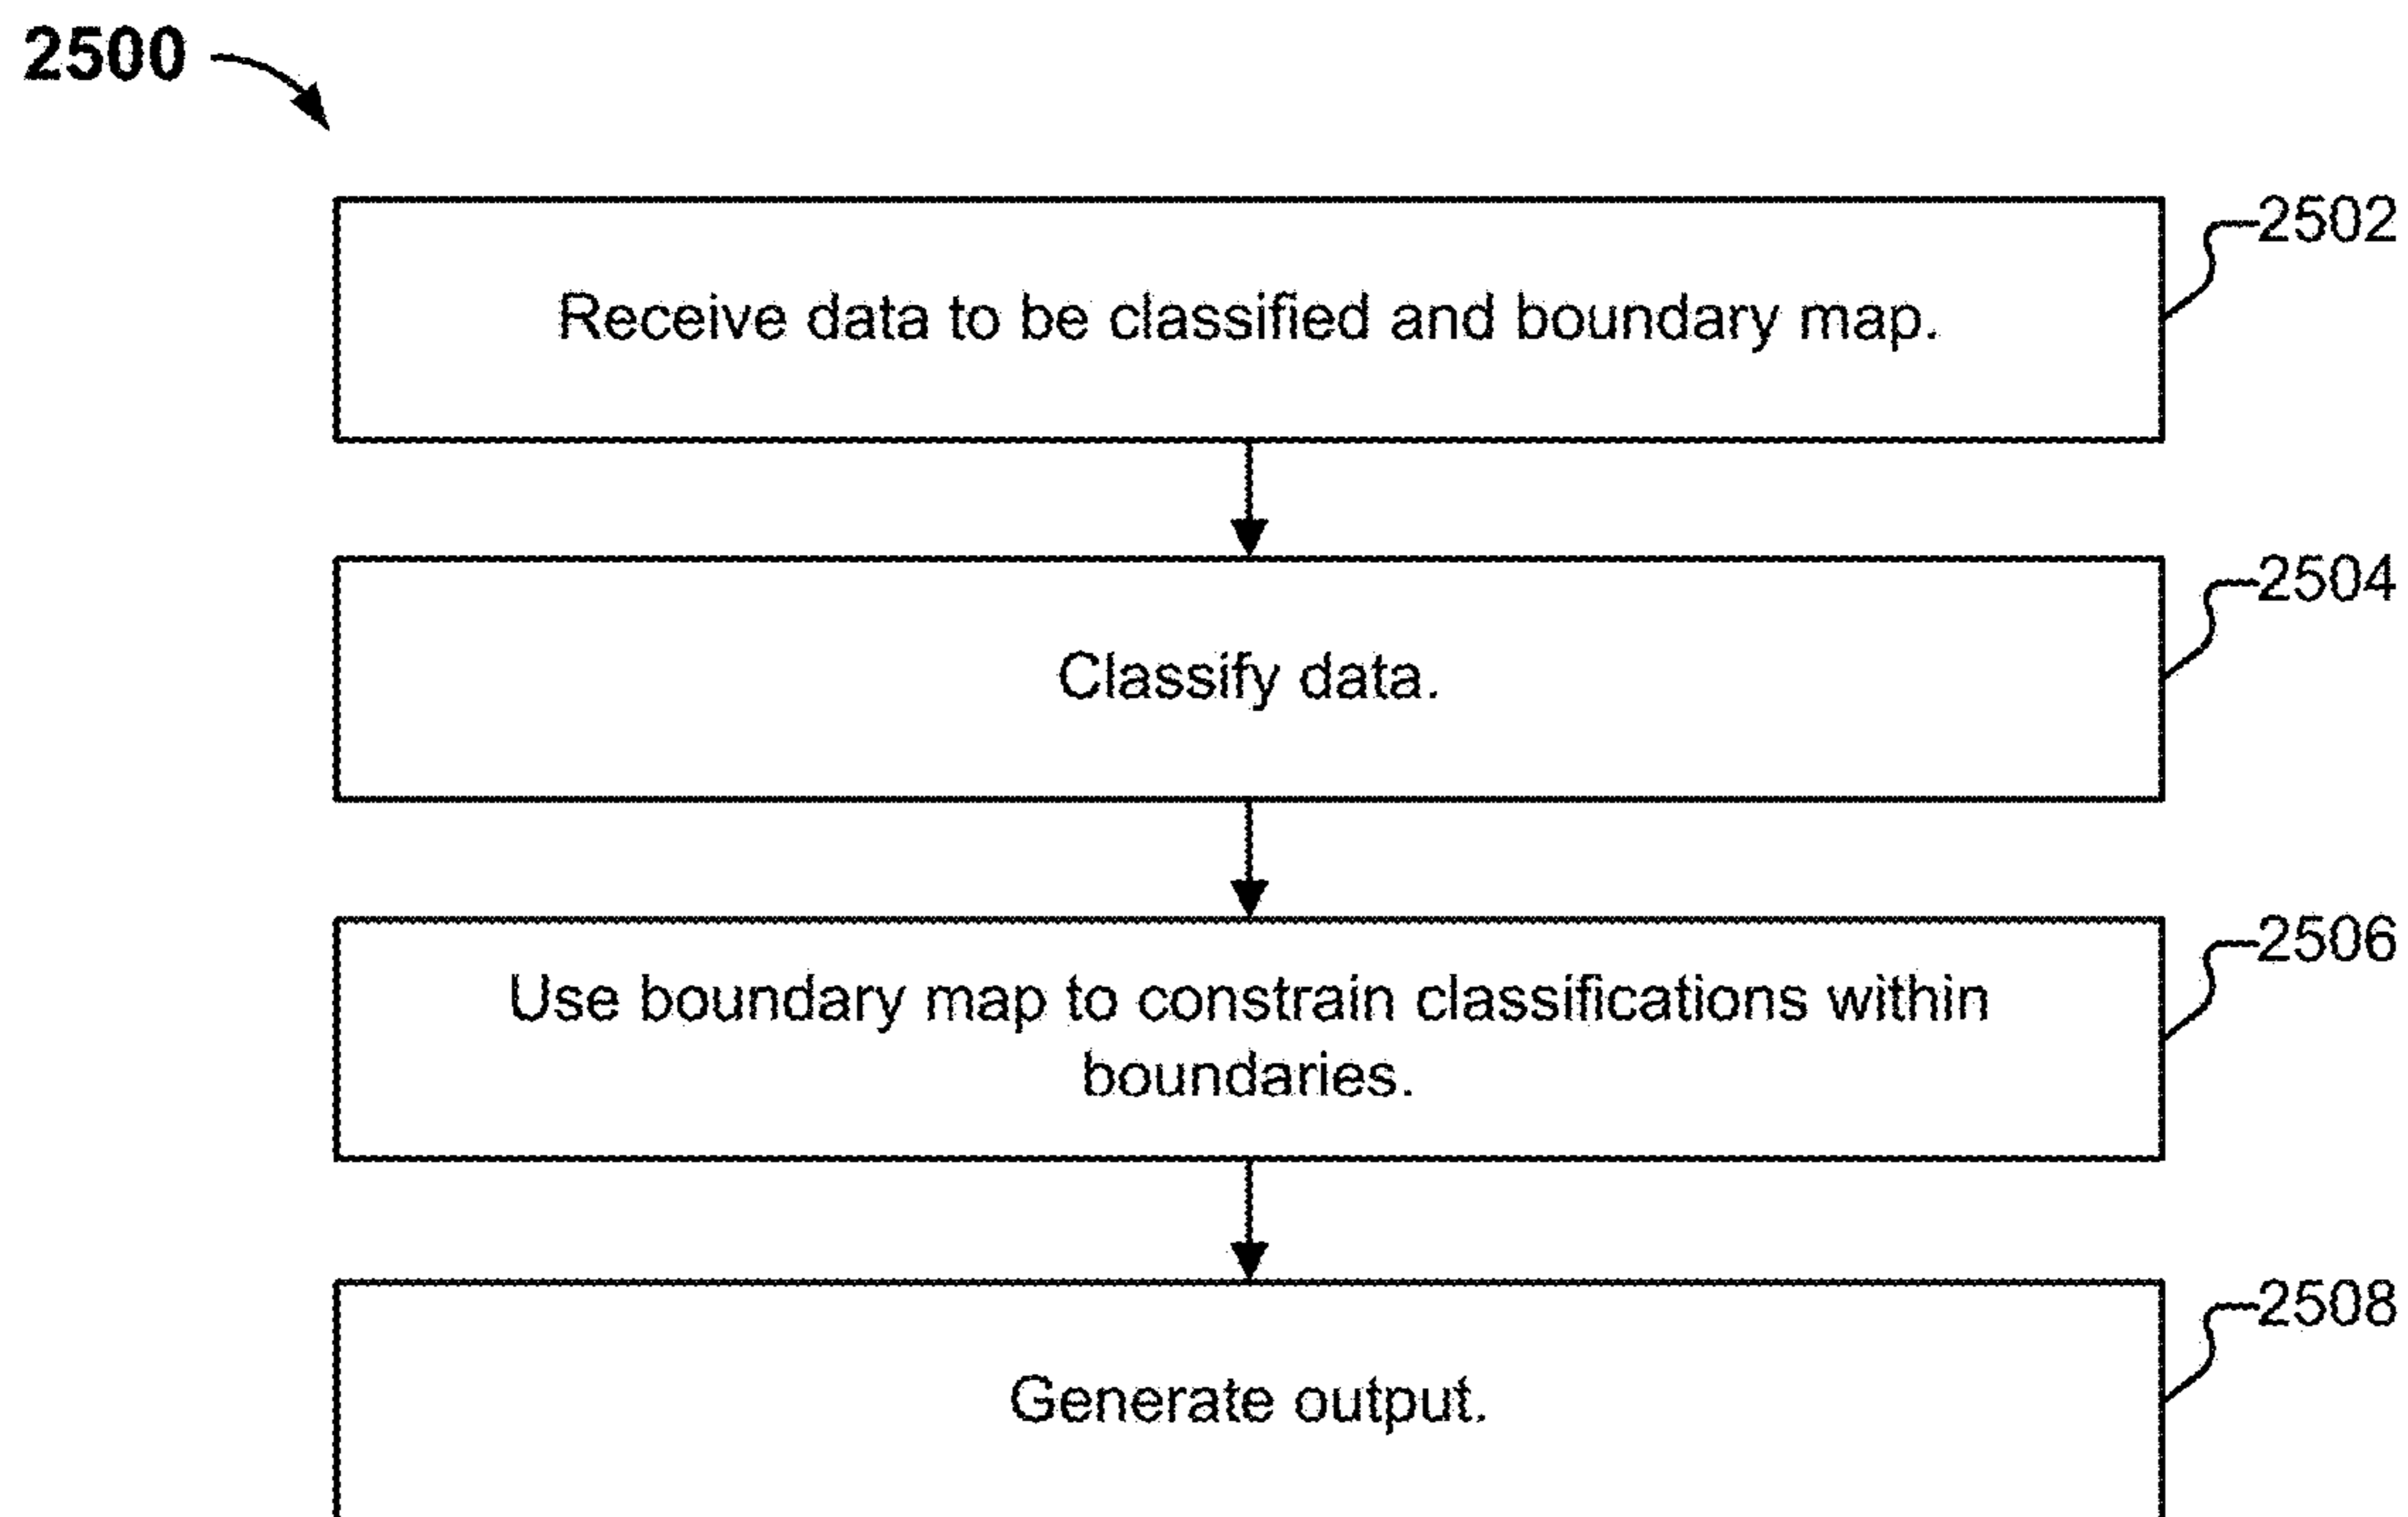 2500
Receive data to be classified and boundary map.
2502
Classify data.
2504
Use boundary map to constrain classifications within
boundaries.
2506
Generate output.
2508